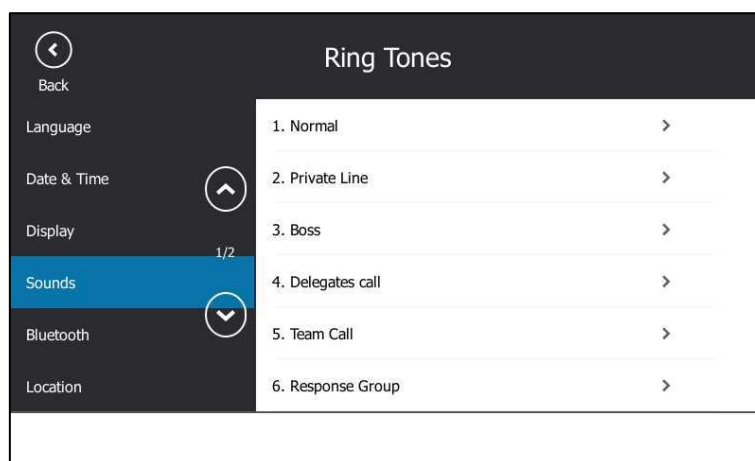 Ring Tones
Back
Language
Date & Time
Display
1/2
Sounds
Bluetooth
Location
1. Normal
2. Private Line
3. Boss
4. Delegates call
5. Team Call
6. Response Group